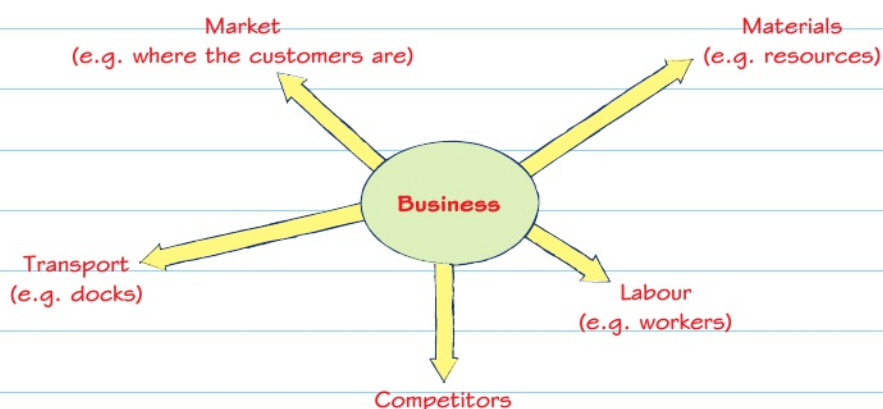 Market
(e.g. where the customers are)
Materials
(e.g. resources)
Business
Transport
(e.g. docks)
Labour
(e.g. workers)
Competitors